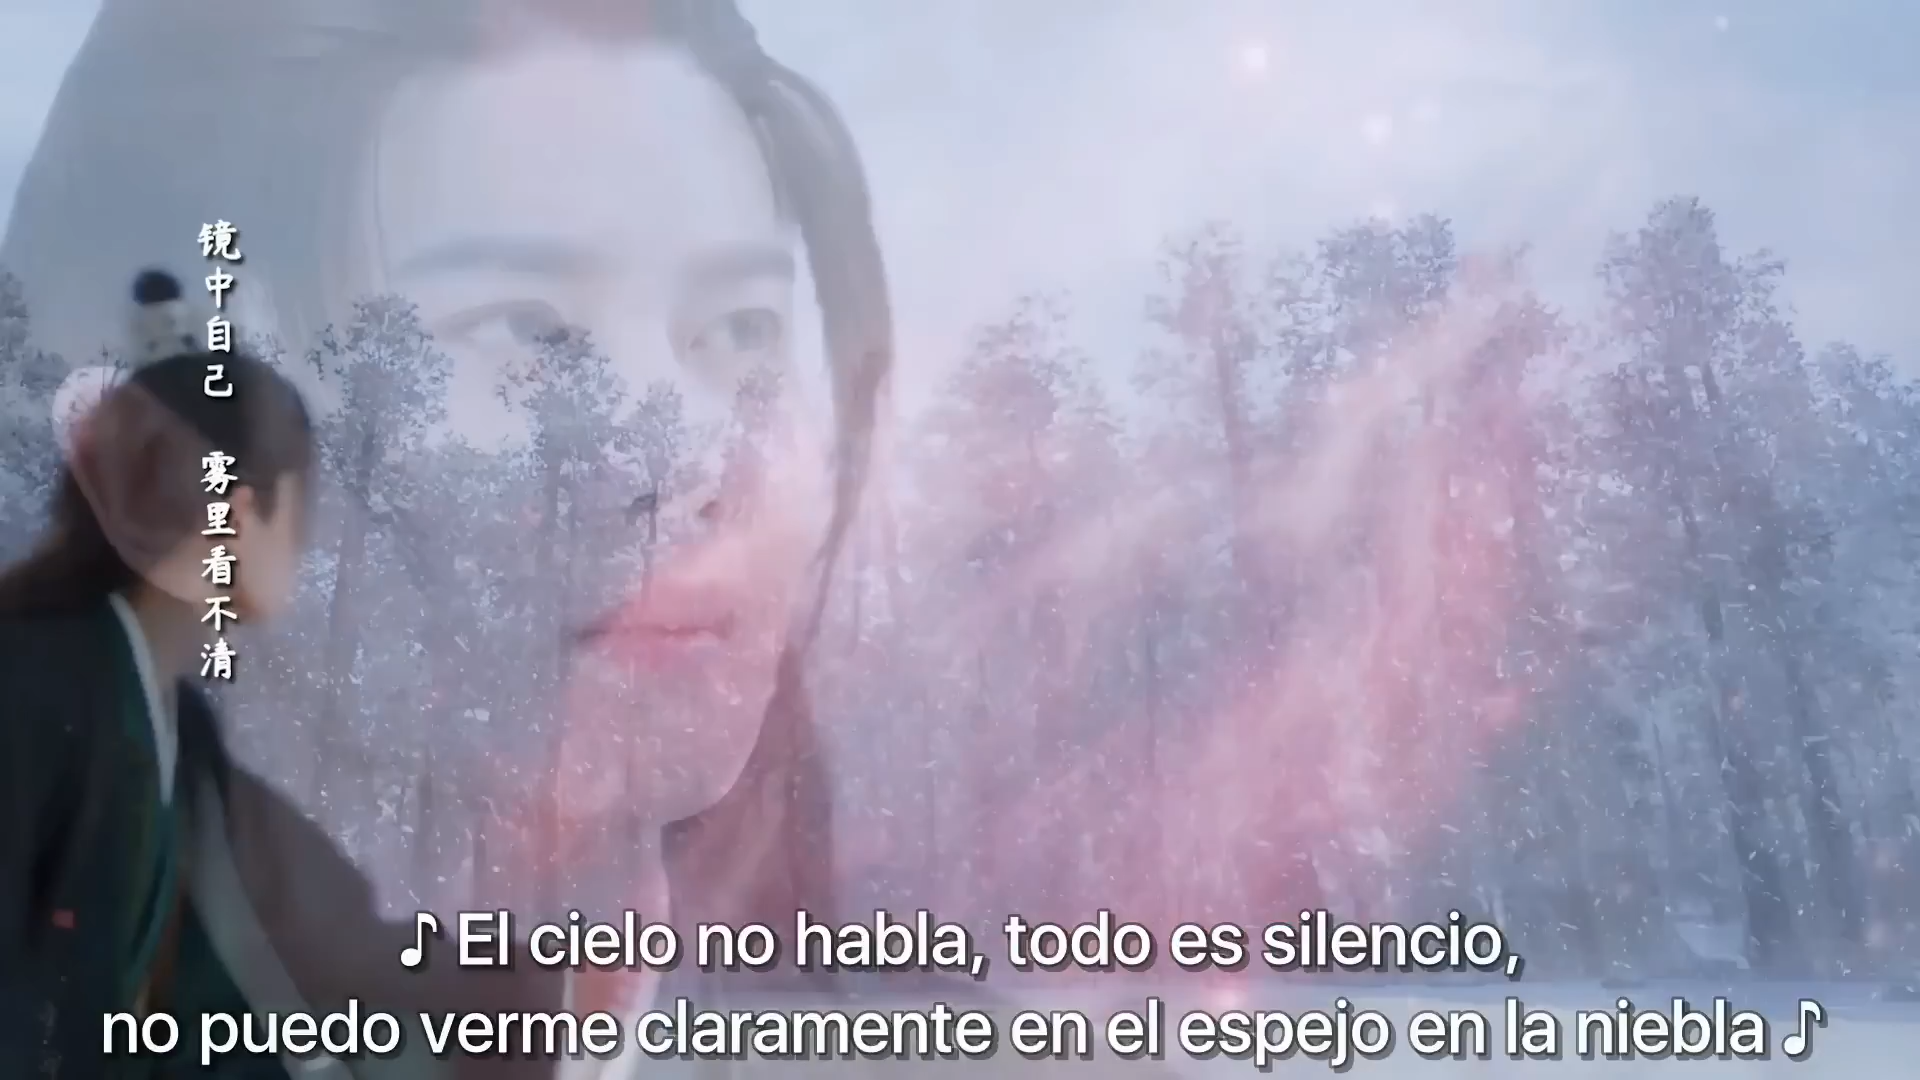 镜中自己 雾里看不清
♪ El cielo no habla, todo es silencio,
no puedo verme claramente en el espejo en la niebla ♪